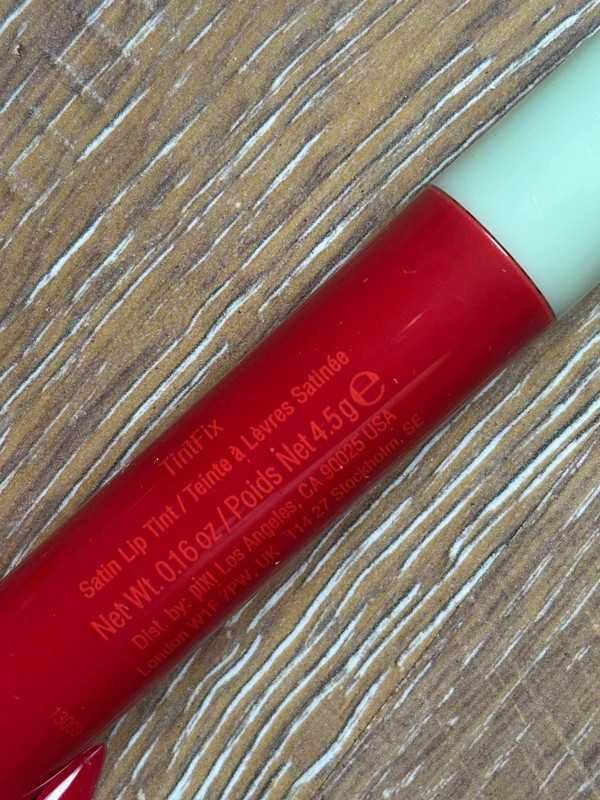 TintFix
Satin Lip Tint / Teinte à Lèvres Satinée
Net Wt. 0.16 oz / Poids Net 4.5 g ℮
Dist. by: pixi Los Angeles, CA 90025 USA
London W1F 7PW, UK 114 27 Stockholm, SE